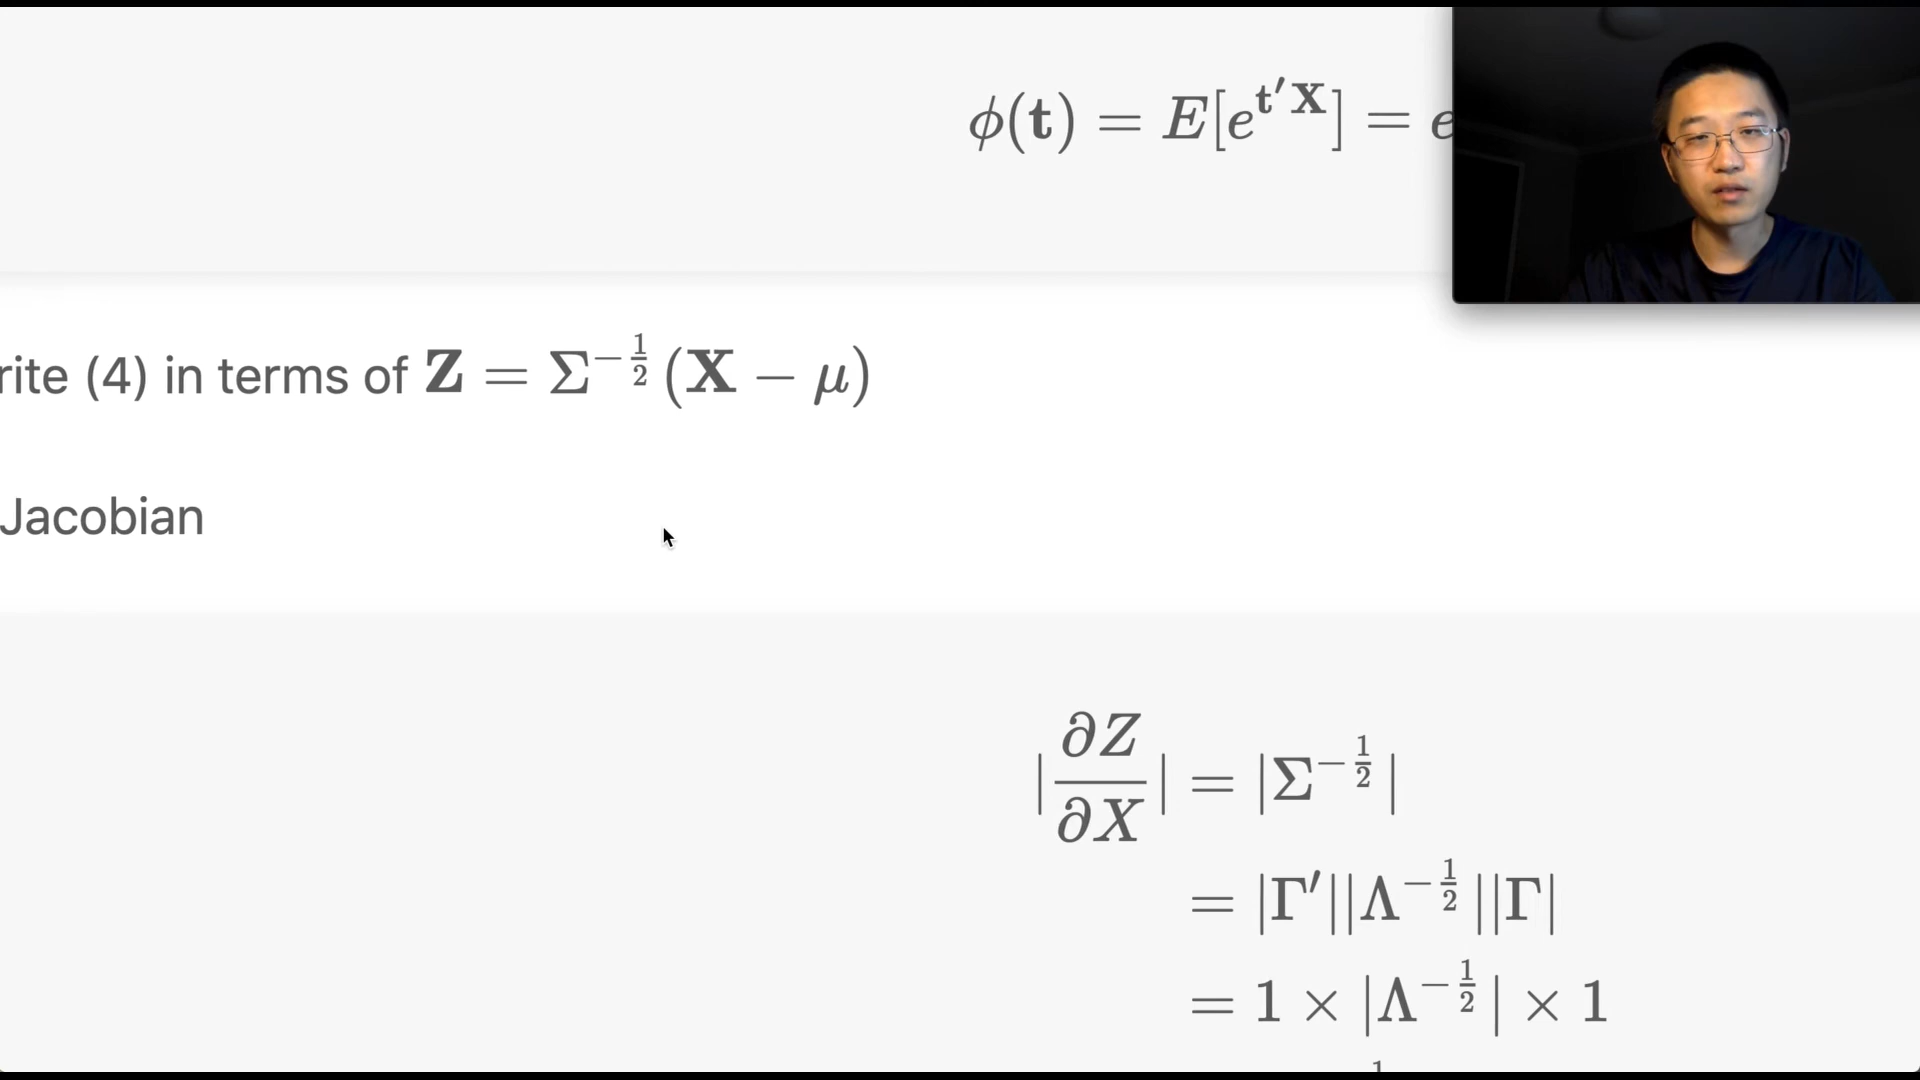 ϕ(𝐭) = E[e^{𝐭′𝐗}] = e
rite (4) in terms of 𝐙 = Σ^{-1/2}(𝐗 − μ)
Jacobian
|∂Z/∂X| = |Σ^{-1/2}|
= |Γ′||Λ^{-1/2}||Γ|
= 1 × |Λ^{-1/2}| × 1